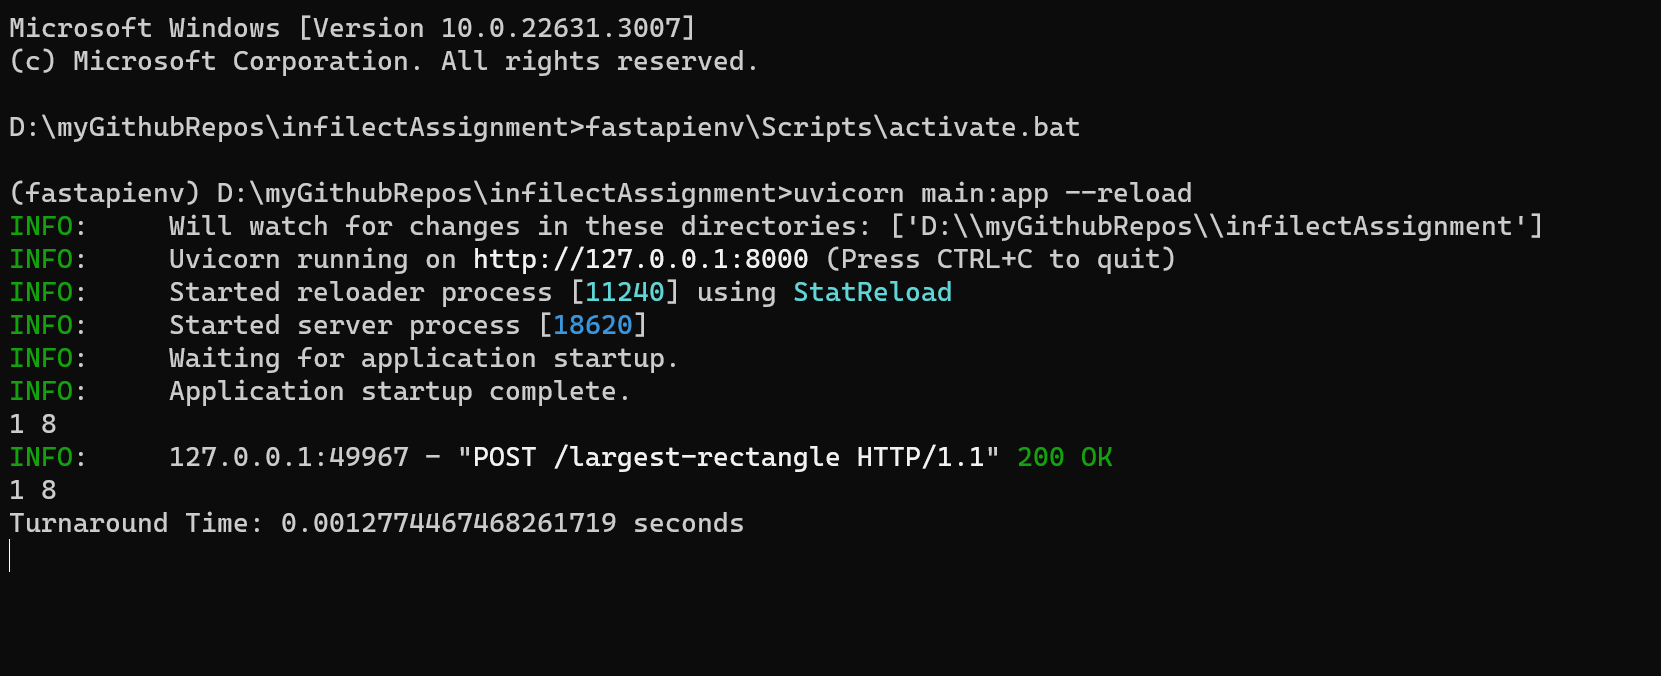 Microsoft Windows [Version 10.0.22631.3007]
(c) Microsoft Corporation. All rights reserved.
D:\myGithubRepos\infilectAssignment>fastapienv\Scripts\activate.bat
(fastapienv) D:\myGithubRepos\infilectAssignment>uvicorn main:app --reload
INFO:     Will watch for changes in these directories: ['D:\\myGithubRepos\\infilectAssignment']
INFO:     Uvicorn running on http://127.0.0.1:8000 (Press CTRL+C to quit)
INFO:     Started reloader process [11240] using StatReload
INFO:     Started server process [18620]
INFO:     Waiting for application startup.
INFO:     Application startup complete.
1 8
INFO:     127.0.0.1:49967 - "POST /largest-rectangle HTTP/1.1" 200 OK
1 8
Turnaround Time: 0.0012774467468261719 seconds